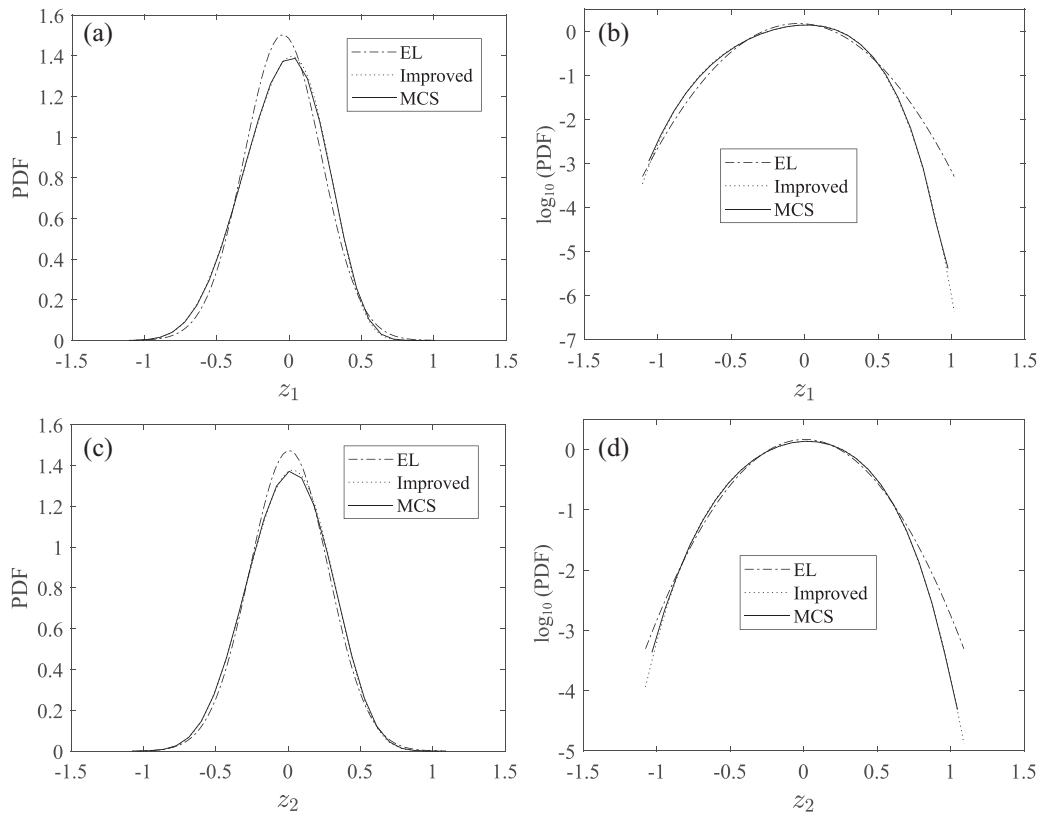 (a)
1.6
1.4
1.2
1
0.8
0.6
0.4
0.2
0
PDF
EL
Improved
MCS
-1.5 -1 -0.5 0 0.5 1 1.5
z1
(b)
0
-1
-2
-3
-4
-5
-6
-7
log10 (PDF)
EL
Improved
MCS
-1.5 -1 -0.5 0 0.5 1 1.5
z1
(c)
1.6
1.4
1.2
1
0.8
0.6
0.4
0.2
0
PDF
EL
Improved
MCS
-1.5 -1 -0.5 0 0.5 1 1.5
z2
(d)
0
-1
-2
-3
-4
-5
log10 (PDF)
EL
Improved
MCS
-1.5 -1 -0.5 0 0.5 1 1.5
z2